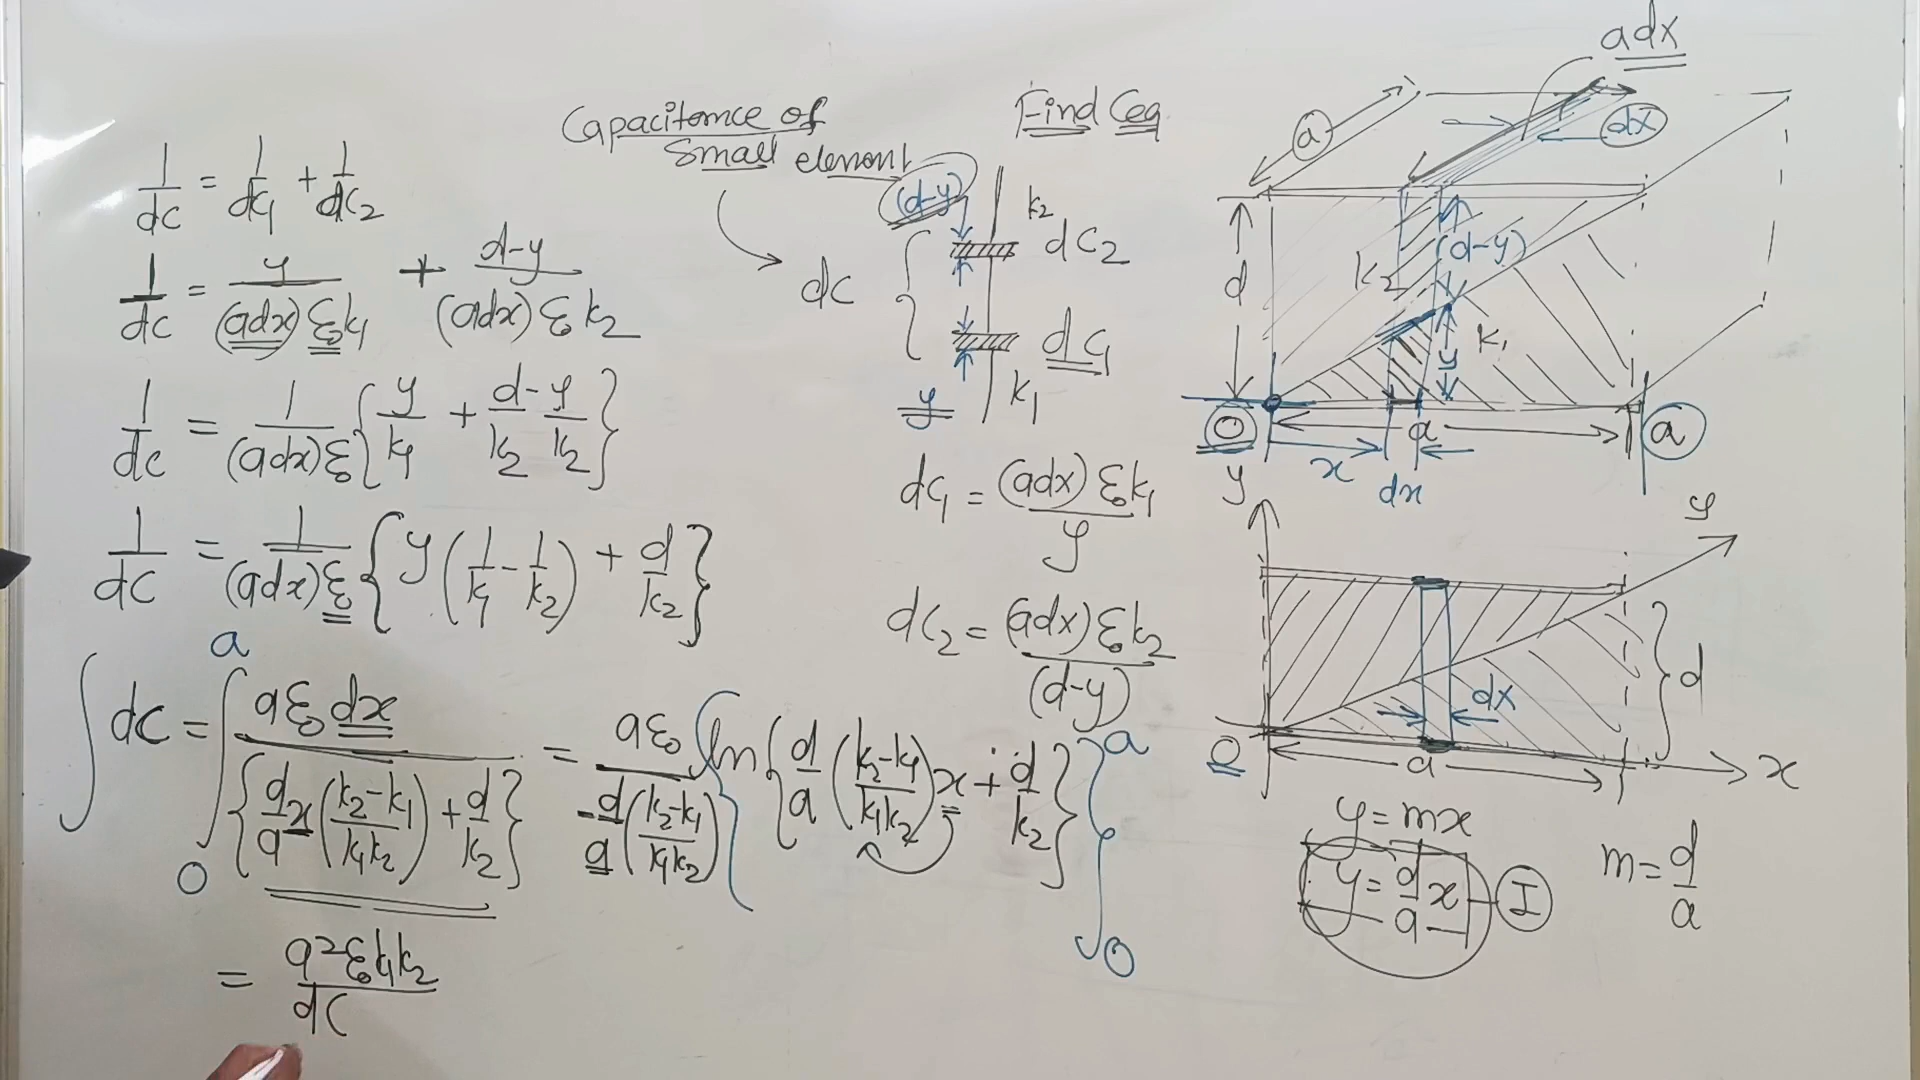 Capacitance of
Small element
Find Ceq
1/dC = 1/dC1 + 1/dC2
1/dC = y/(adx)ε0k1 + d-y/(adx)ε0k2
1/dC = 1/(adx)ε0 {y/k1 + d/k2 - y/k2}
1/dC = 1/(adx)ε0 {y(1/k1 - 1/k2) + d/k2}
∫dC = ∫0^a aε0dx/{d/a x(k2-k1/k1k2) + d/k2} = aε0/(d/a(k2-k1/k1k2)) {ln{d/a(k2-k1/k1k2)x + d/k2}}0^a
= a²ε0k1k2/d(
(d-y)
k2
dC2
dC
dC1
y
k1
dC1 = (adx)ε0k1/y
dC2 = (adx)ε0k2/(d-y)
adx
a
dx
d
k2
(d-y)
k1
y
O
a
a
x
dx
y
y
d
dx
O
a
x
y = mx
y = d/a x
I
m = d/a